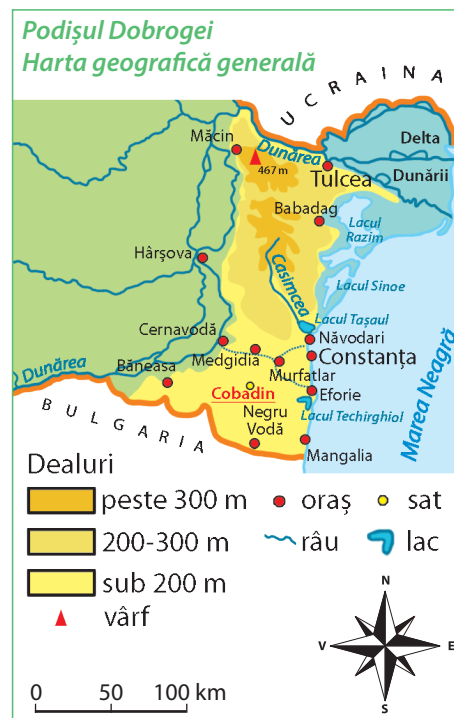 Podișul Dobrogei
Harta geografică generală
UCRAINA
Măcin
Dunărea
467 m
Tulcea
Delta
Dunării
Babadag
Lacul
Razim
Hârșova
Casimcea
Lacul Sinoe
Lacul Tașaul
Cernavodă
Năvodari
Medgidia
Constanța
Murfatlar
Dunărea
Băneasa
Cobadin
Eforie
Lacul Techirghiol
Negru
Vodă
Mangalia
BULGARIA
Marea Neagră
Dealuri
peste 300 m
oraș
sat
200-300 m
râu
lac
sub 200 m
vârf
N
V
E
S
0 50 100 km